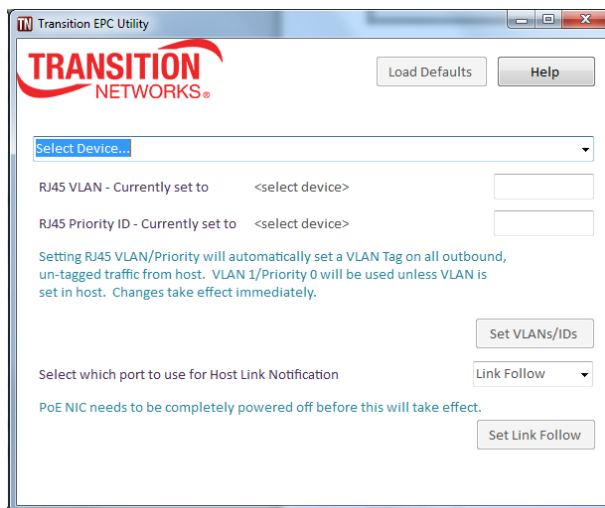 TN Transition EPC Utility
TRANSITION
NETWORKS®
Load Defaults
Help
Select Device...
RJ45 VLAN - Currently set to <select device>
RJ45 Priority ID - Currently set to <select device>
Setting RJ45 VLAN/Priority will automatically set a VLAN Tag on all outbound,
un-tagged traffic from host. VLAN 1/Priority 0 will be used unless VLAN is
set in host. Changes take effect immediately.
Set VLANs/IDs
Select which port to use for Host Link Notification Link Follow
PoE NIC needs to be completely powered off before this will take effect.
Set Link Follow